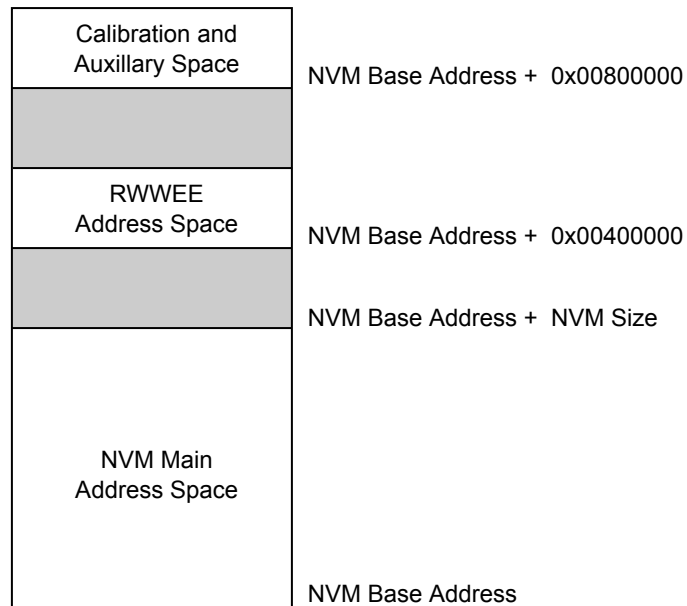 Calibration and
Auxillary Space
NVM Base Address + 0x00800000
RWWEE
Address Space
NVM Base Address + 0x00400000
NVM Base Address + NVM Size
NVM Main
Address Space
NVM Base Address